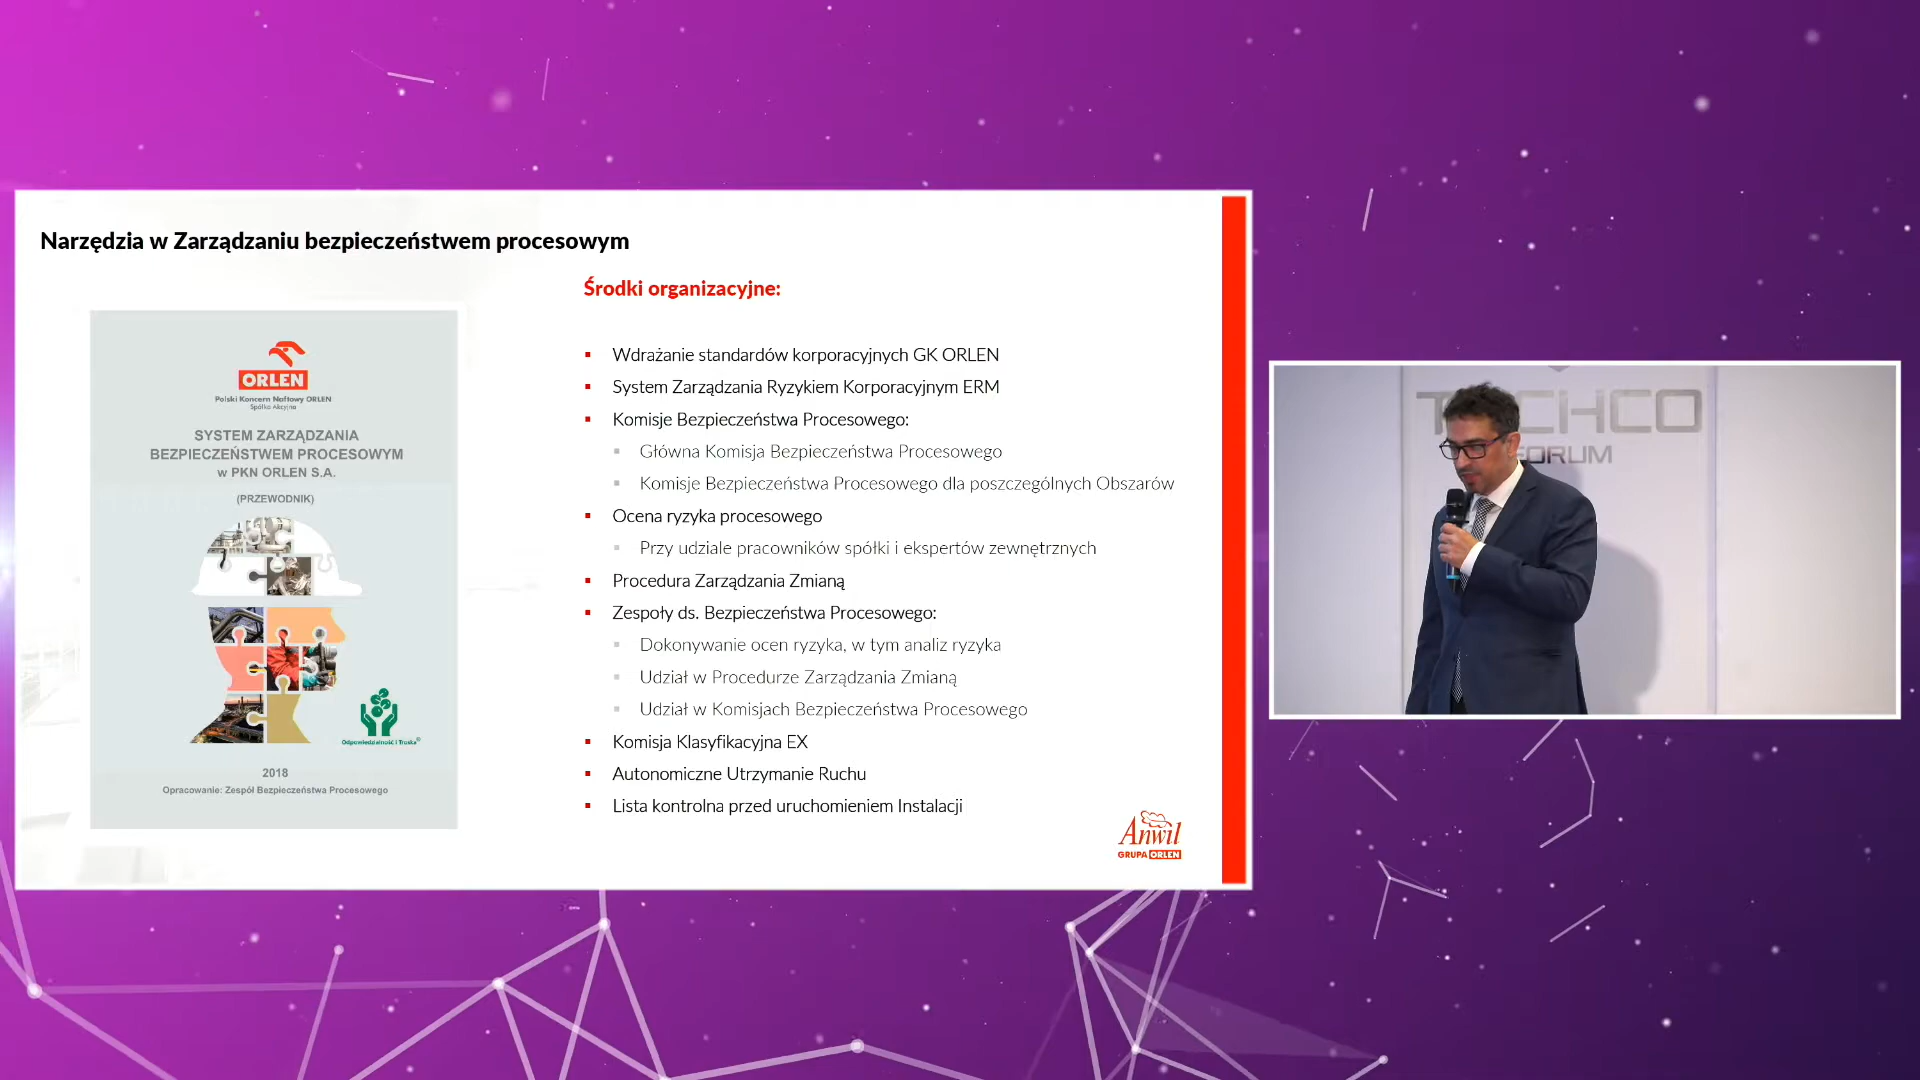 Narzędzia w Zarządzaniu bezpieczeństwem procesowym
Środki organizacyjne:
ORLEN
Polski Koncern Naftowy ORLEN
Spółka Akcyjna
SYSTEM ZARZĄDZANIA
BEZPIECZEŃSTWEM PROCESOWYM
w PKN ORLEN S.A.
(PRZEWODNIK)
Odpowiedzialność i Troska®
2018
Opracowanie: Zespół Bezpieczeństwa Procesowego
Wdrażanie standardów korporacyjnych GK ORLEN
System Zarządzania Ryzykiem Korporacyjnym ERM
Komisje Bezpieczeństwa Procesowego:
Główna Komisja Bezpieczeństwa Procesowego
Komisje Bezpieczeństwa Procesowego dla poszczególnych Obszarów
Ocena ryzyka procesowego
Przy udziale pracowników spółki i ekspertów zewnętrznych
Procedura Zarządzania Zmianą
Zespoły ds. Bezpieczeństwa Procesowego:
Dokonywanie ocen ryzyka, w tym analiz ryzyka
Udział w Procedurze Zarządzania Zmianą
Udział w Komisjach Bezpieczeństwa Procesowego
Komisja Klasyfikacyjna EX
Autonomiczne Utrzymanie Ruchu
Lista kontrolna przed uruchomieniem Instalacji
Anwil
GRUPA ORLEN
TECHCO
FORUM